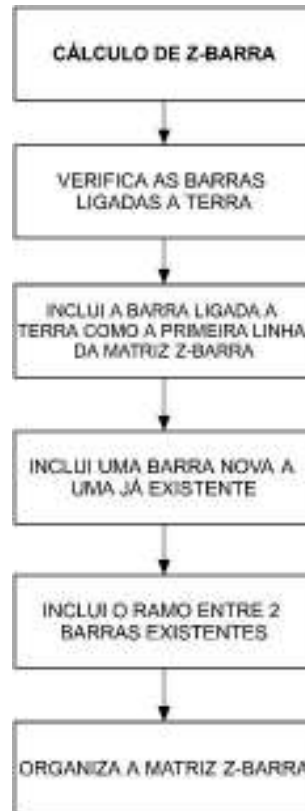 CÁLCULO DE Z-BARRA
VERIFICA AS BARRAS
LIGADAS A TERRA
INCLUI A BARRA LIGADA A
TERRA COMO A PRIMEIRA LINHA
DA MATRIZ Z-BARRA
INCLUI UMA BARRA NOVA A
UMA JÁ EXISTENTE
INCLUI O RAMO ENTRE 2
BARRAS EXISTENTES
ORGANIZA A MATRIZ Z-BARRA